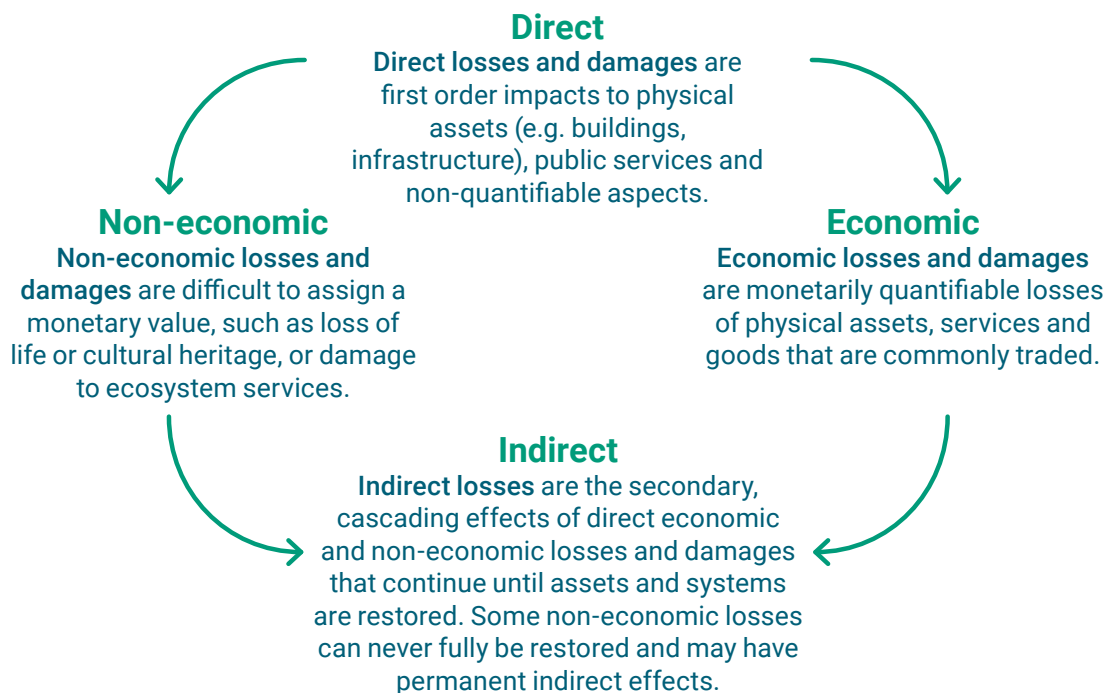 Direct
Direct losses and damages are
first order impacts to physical
assets (e.g. buildings,
infrastructure), public services and
non-quantifiable aspects.
Non-economic
Non-economic losses and
damages are difficult to assign a
monetary value, such as loss of
life or cultural heritage, or damage
to ecosystem services.
Economic
Economic losses and damages
are monetarily quantifiable losses
of physical assets, services and
goods that are commonly traded.
Indirect
Indirect losses are the secondary,
cascading effects of direct economic
and non-economic losses and damages
that continue until assets and systems
are restored. Some non-economic losses
can never fully be restored and may have
permanent indirect effects.